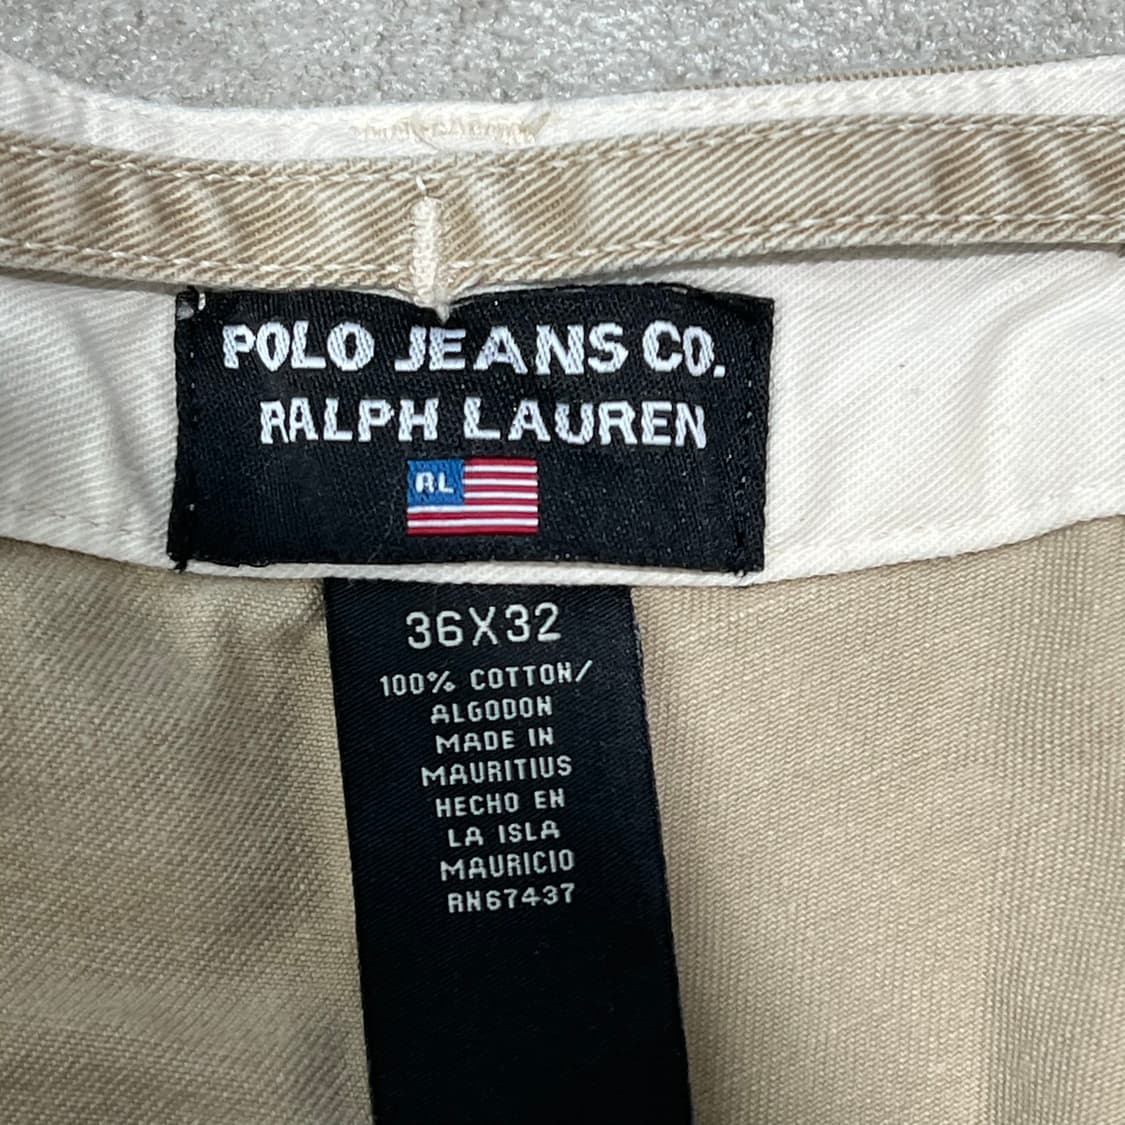 POLO JEANS CO.
RALPH LAUREN
RL
36X32
100% COTTON/
ALGODON
MADE IN
MAURITIUS
HECHO EN
LA ISLA
MAURICIO
RN67437